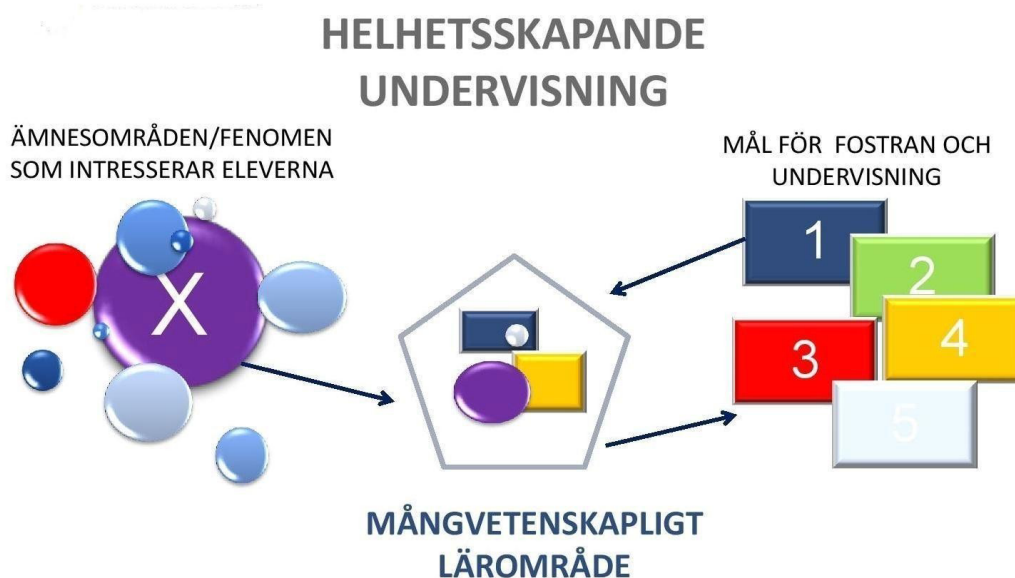 HELHETSSKAPANDE
UNDERVISNING
ÄMNESOMRÅDEN/FENOMEN
SOM INTRESSERAR ELEVERNA
MÅL FÖR FOSTRAN OCH
UNDERVISNING
X
1
2
3
4
5
MÅNGVETENSKAPLIGT
LÄROMRÅDE